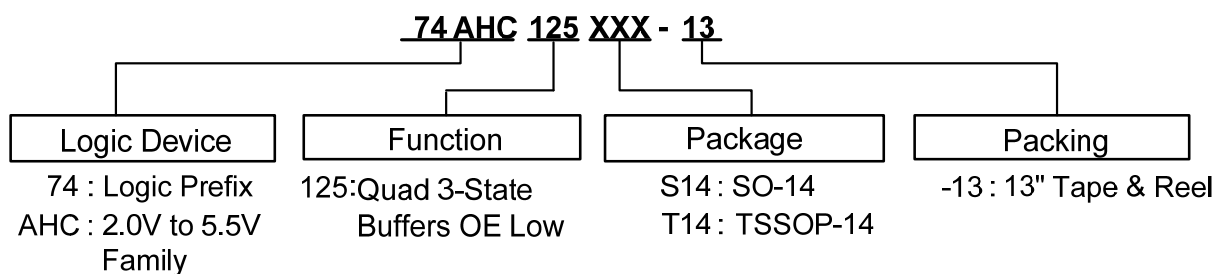 74 AHC 125 XXX - 13
Logic Device
Function
Package
Packing
74 : Logic Prefix
AHC : 2.0V to 5.5V
Family
125:Quad 3-State
Buffers OE Low
S14 : SO-14
T14 : TSSOP-14
-13 : 13" Tape & Reel